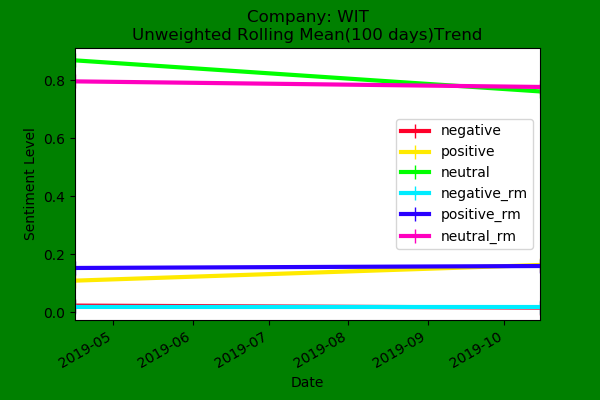 Company: WIT
Unweighted Rolling Mean(100 days)Trend
Sentiment Level
0.8
0.6
0.4
0.2
0.0
negative
positive
neutral
negative_rm
positive_rm
neutral_rm
2019-05
2019-06
2019-07
2019-08
2019-09
2019-10
Date